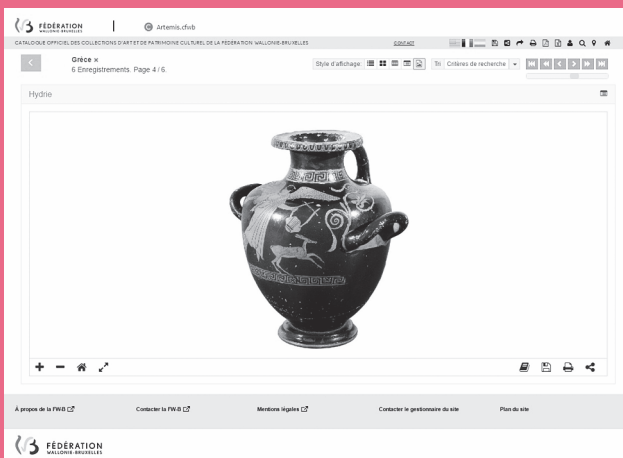 FÉDÉRATION
WALLONIE-BRUXELLES
Artemis.cfwb
CATALOGUE OFFICIEL DES COLLECTIONS D'ART ET DE PATRIMOINE CULTUREL DE LA FEDERATION WALLONIE-BRUXELLES
CONTACT
Grèce ×
6 Enregistrements. Page 4 / 6.
Style d'affichage:
Tri
Critères de recherche
Hydrie
À propos de la FW-B
Contacter la FW-B
Mentions légales
Contacter le gestionnaire du site
Plan du site
FÉDÉRATION
WALLONIE-BRUXELLES